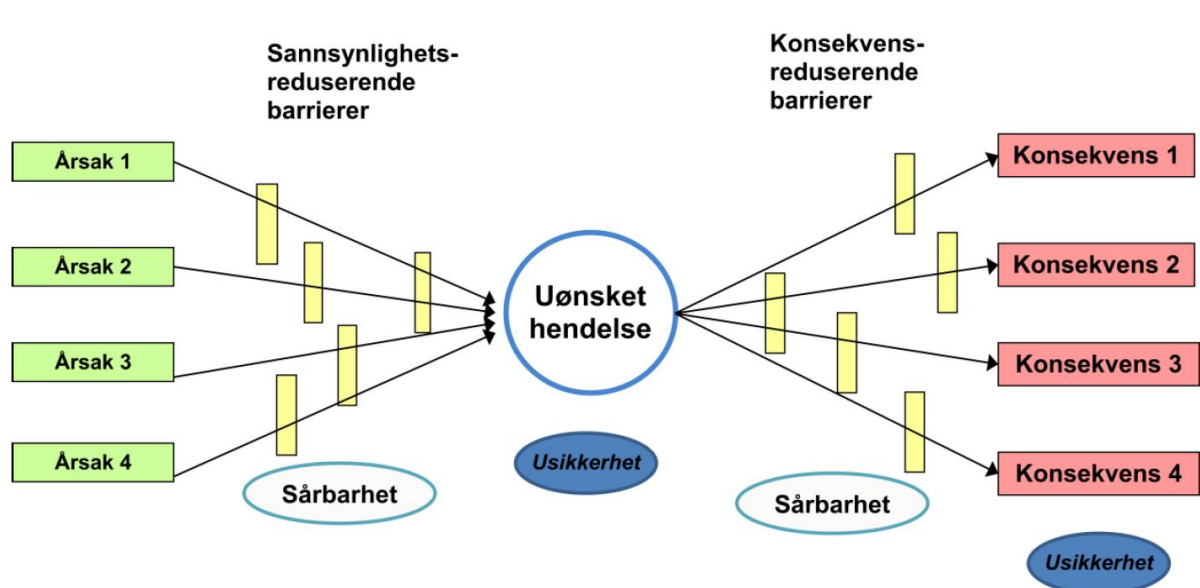 Sannsynlighets-
reduserende
barrierer
Konsekvens-
reduserende
barrierer
Årsak 1
Årsak 2
Årsak 3
Årsak 4
Uønsket
hendelse
Konsekvens 1
Konsekvens 2
Konsekvens 3
Konsekvens 4
Sårbarhet
Usikkerhet
Sårbarhet
Usikkerhet